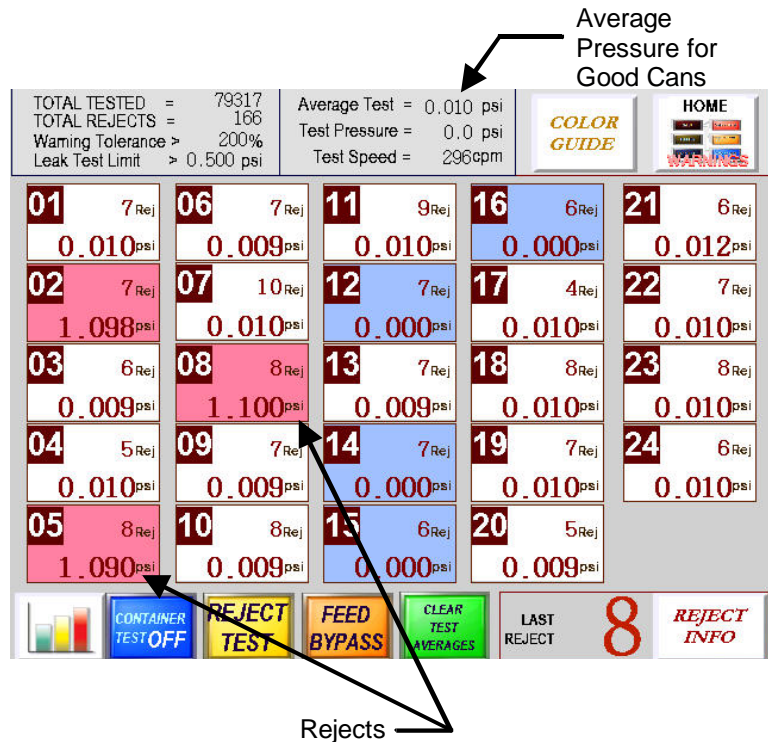 Average
Pressure for
Good Cans
TOTAL TESTED = 79317
TOTAL REJECTS = 166
Warning Tolerance > 200%
Leak Test Limit > 0.500 psi
Average Test = 0.010 psi
Test Pressure = 0.0 psi
Test Speed = 296cpm
COLOR
GUIDE
HOME
WARNINGS
01 7Rej
0.010psi
06 7Rej
0.009psi
11 9Rej
0.010psi
16 6Rej
0.000psi
21 6Rej
0.012psi
02 7Rej
1.098psi
07 10Rej
0.010psi
12 7Rej
0.000psi
17 4Rej
0.010psi
22 7Rej
0.010psi
03 6Rej
0.009psi
08 8Rej
1.100psi
13 7Rej
0.009psi
18 8Rej
0.010psi
23 8Rej
0.010psi
04 5Rej
0.010psi
09 7Rej
0.009psi
14 7Rej
0.000psi
19 7Rej
0.010psi
24 6Rej
0.010psi
05 8Rej
1.090psi
10 8Rej
0.009psi
15 6Rej
0.000psi
20 5Rej
0.009psi
CONTAINER
TEST OFF
REJECT
TEST
FEED
BYPASS
CLEAR
TEST
AVERAGES
LAST
REJECT
8
REJECT
INFO
Rejects